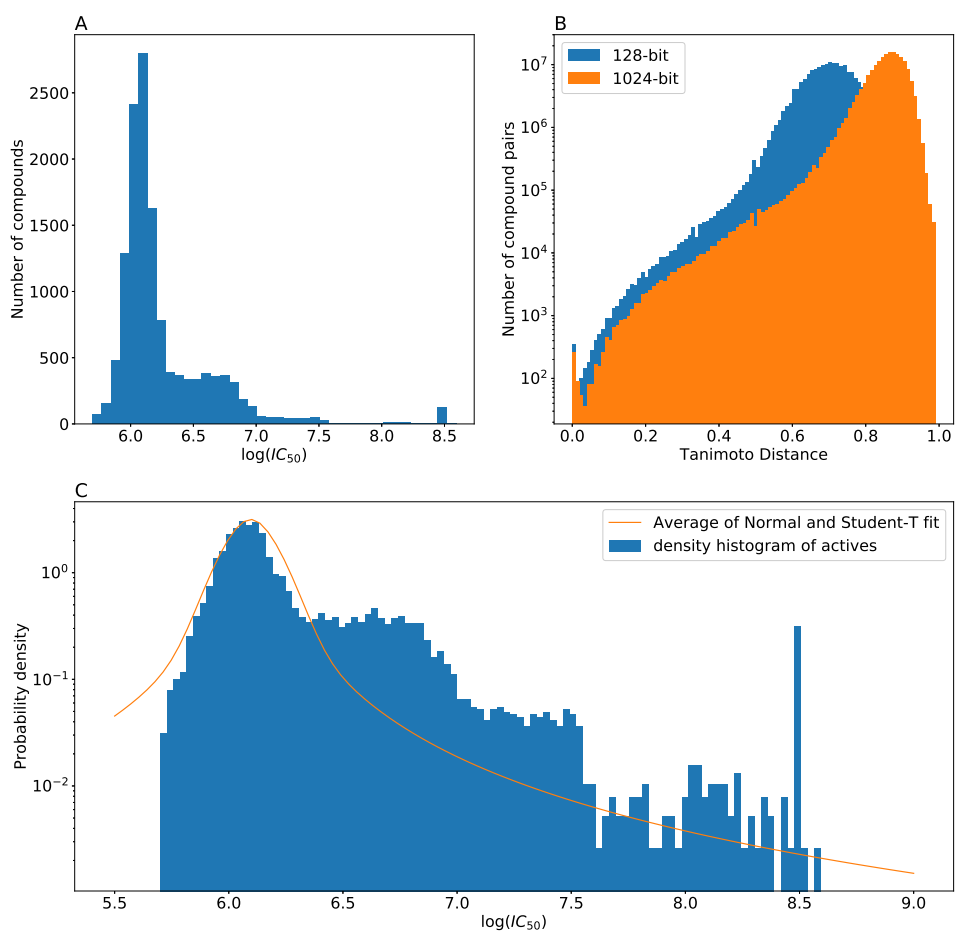 A
Number of compounds
2500
2000
1500
1000
500
0
6.0 6.5 7.0 7.5 8.0 8.5
log(IC50)
B
128-bit
1024-bit
Number of compound pairs
10^7
10^6
10^5
10^4
10^3
10^2
0.0 0.2 0.4 0.6 0.8 1.0
Tanimoto Distance
C
Average of Normal and Student-T fit
density histogram of actives
Probability density
10^0
10^−1
10^−2
5.5 6.0 6.5 7.0 7.5 8.0 8.5 9.0
log(IC50)